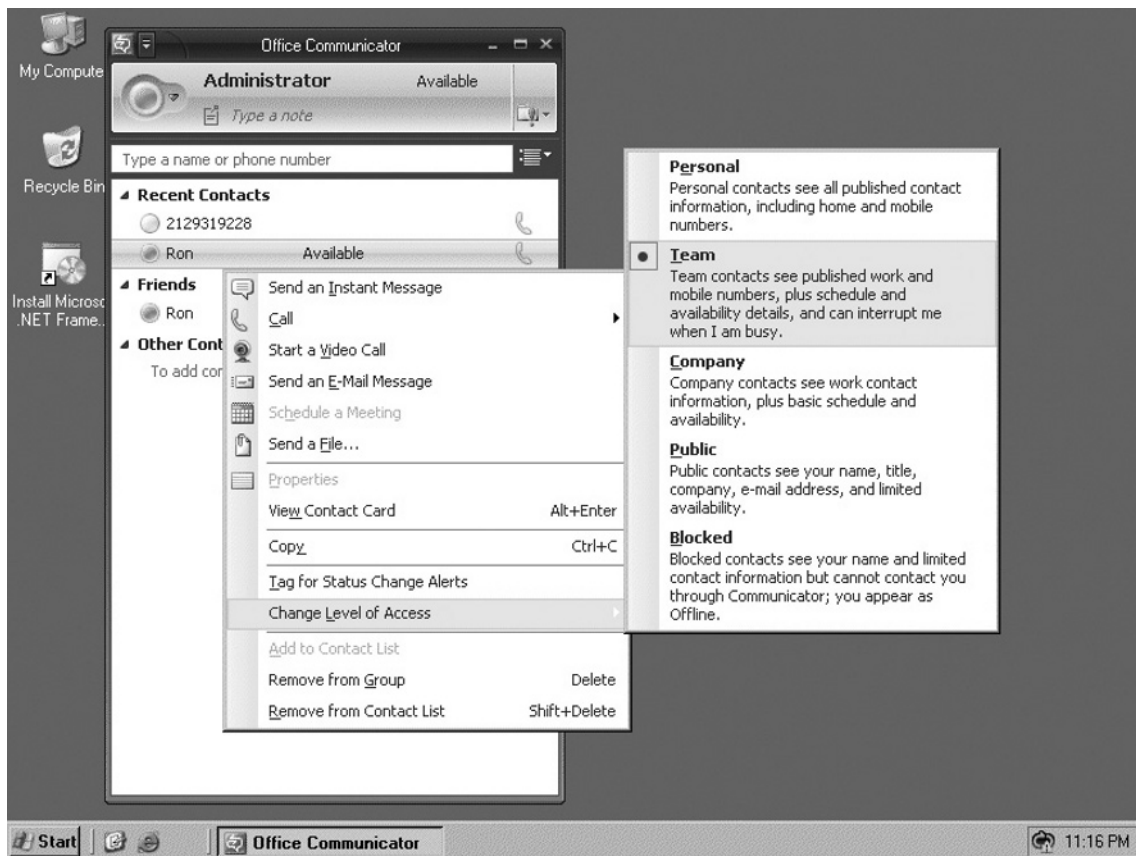 My Compute
Recycle Bin
Install Microsc
.NET Frame..
Office Communicator
Administrator Available
Type a note
Type a name or phone number
Recent Contacts
2129319228
Ron Available
Friends
Ron
Other Cont
To add cor
Send an Instant Message
Call
Start a Video Call
Send an E-Mail Message
Schedule a Meeting
Send a File...
Properties
View Contact Card Alt+Enter
Copy Ctrl+C
Tag for Status Change Alerts
Change Level of Access
Add to Contact List
Remove from Group Delete
Remove from Contact List Shift+Delete
Personal
Personal contacts see all published contact
information, including home and mobile
numbers.
Team
Team contacts see published work and
mobile numbers, plus schedule and
availability details, and can interrupt me
when I am busy.
Company
Company contacts see work contact
information, plus basic schedule and
availability.
Public
Public contacts see your name, title,
company, e-mail address, and limited
availability.
Blocked
Blocked contacts see your name and limited
contact information but cannot contact you
through Communicator; you appear as
Offline.
Start
Office Communicator
11:16 PM